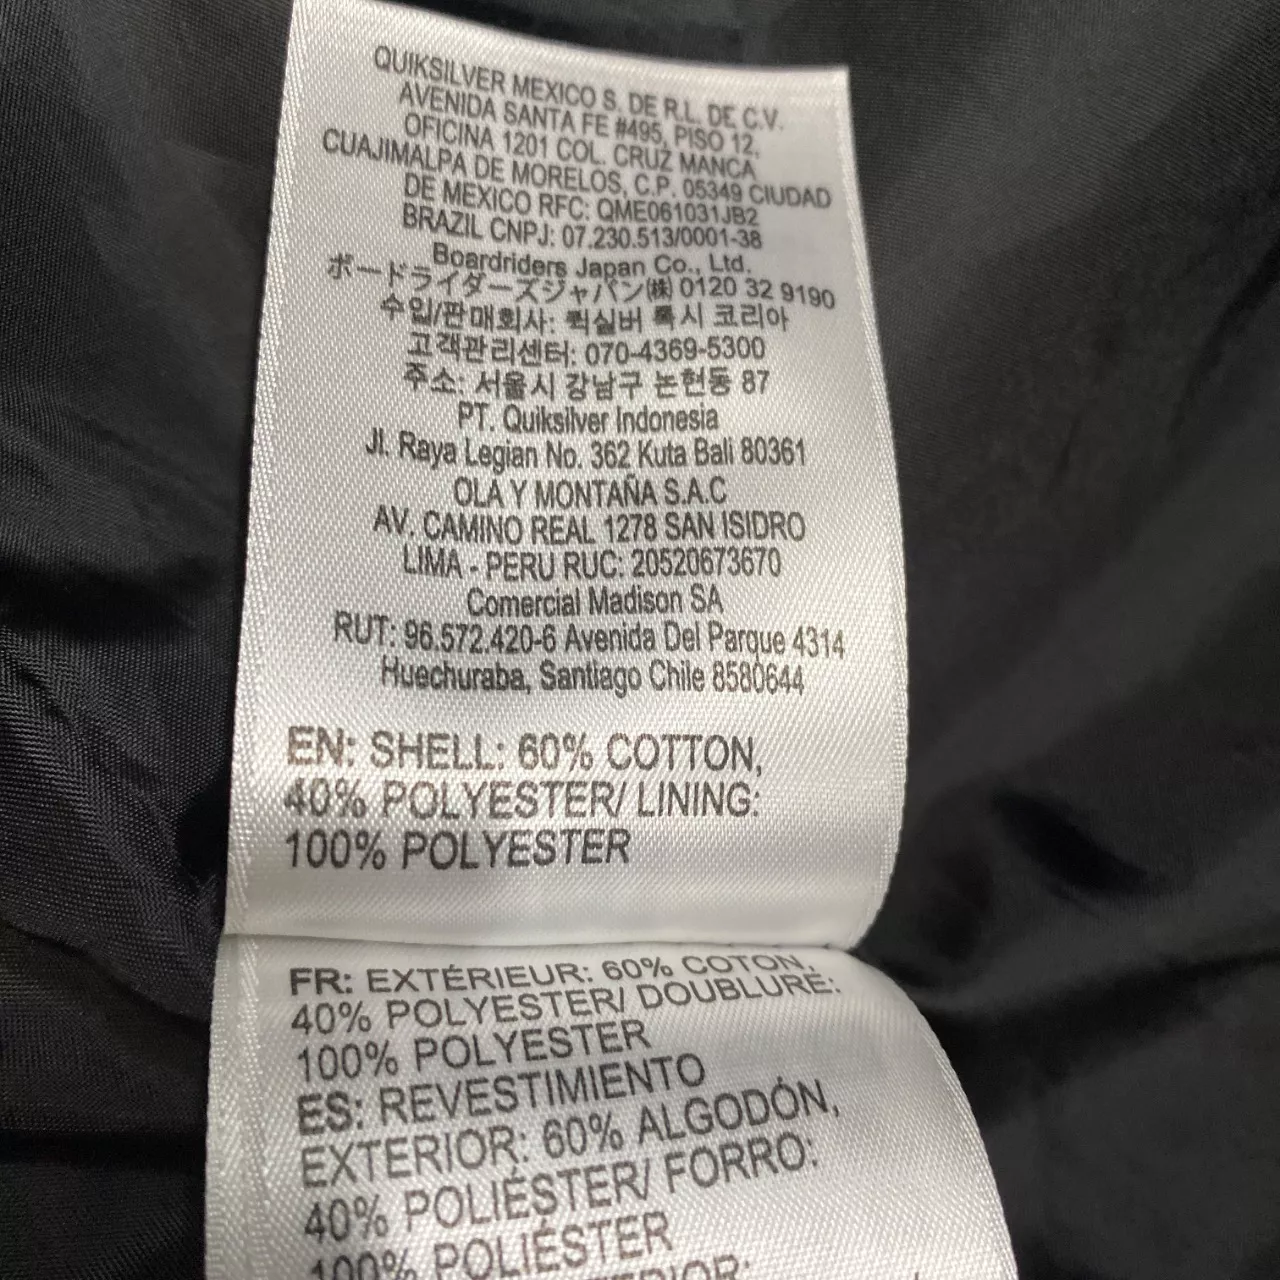 QUIKSILVER MEXICO S. DE R.L. DE C.V.
AVENIDA SANTA FE #495, PISO 12,
OFICINA 1201 COL. CRUZ MANCA
CUAJIMALPA DE MORELOS, C.P. 05349 CIUDAD
DE MEXICO RFC: QME061031JB2
BRAZIL CNPJ: 07.230.513/0001-38
Boardriders Japan Co., Ltd.
ボードライダーズジャパン(株) 0120 32 9190
수입/판매회사: 퀵실버 록시 코리아
고객관리센터: 070-4369-5300
주소: 서울시 강남구 논현동 87
PT. Quiksilver Indonesia
Jl. Raya Legian No. 362 Kuta Bali 80361
OLA Y MONTAÑA S.A.C
AV. CAMINO REAL 1278 SAN ISIDRO
LIMA - PERU RUC: 20520673670
Comercial Madison SA
RUT: 96.572.420-6 Avenida Del Parque 4314
Huechuraba, Santiago Chile 8580644
EN: SHELL: 60% COTTON,
40% POLYESTER/ LINING:
100% POLYESTER
FR: EXTÉRIEUR: 60% COTON,
40% POLYESTER/ DOUBLURE:
100% POLYESTER
ES: REVESTIMIENTO
EXTERIOR: 60% ALGODÓN,
40% POLIÉSTER/ FORRO:
100% POLIÉSTER